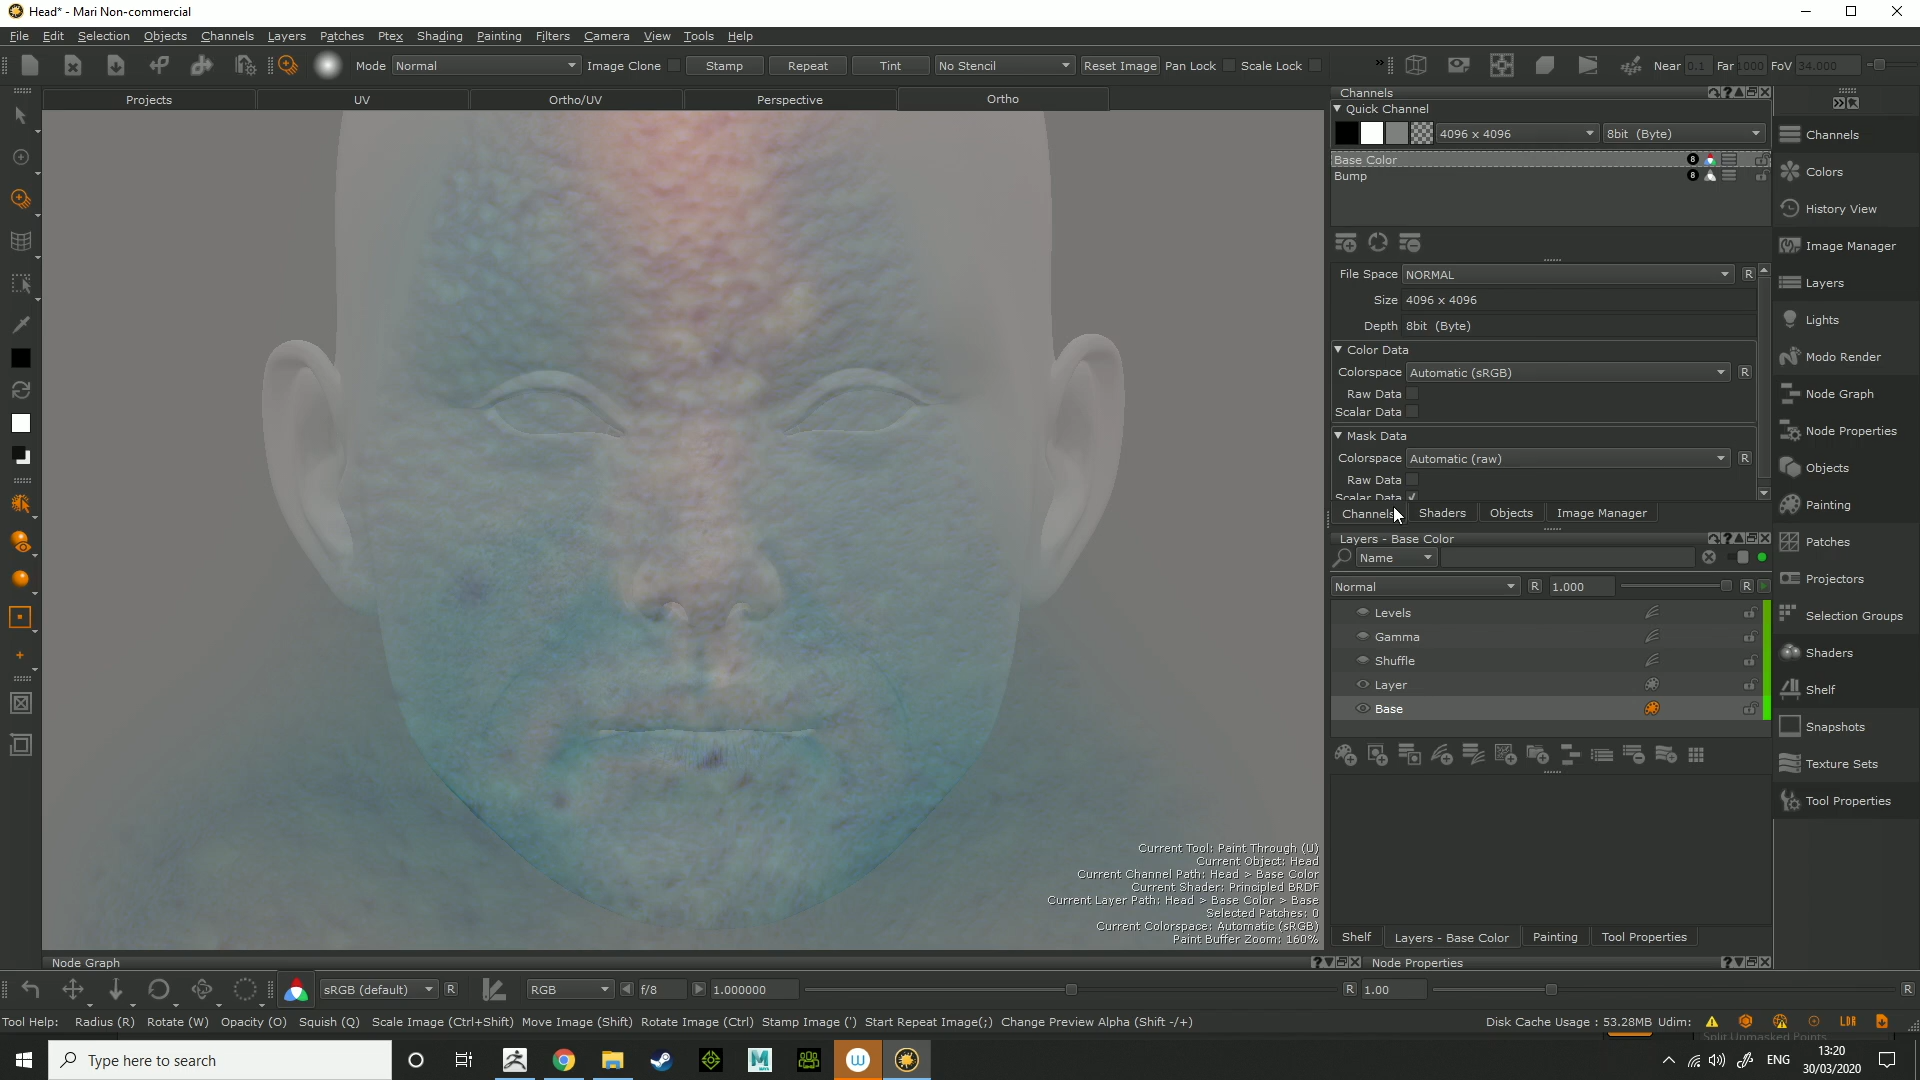 Head* - Mari Non-commercial
File Edit Selection Objects Channels Layers Patches Ptex Shading Painting Filters Camera View Tools Help
Mode Normal Image Clone Stamp Repeat Tint No Stencil Reset Image Pan Lock Scale Lock » Near 0.1 Far 1000 FoV 34.000
Projects UV Ortho/UV Perspective Ortho
Channels
Quick Channel
4096 x 4096 8bit (Byte)
Base Color 8
Bump 8
File Space NORMAL R
Size 4096 x 4096
Depth 8bit (Byte)
Color Data
Colorspace Automatic (sRGB) R
Raw Data
Scalar Data
Mask Data
Colorspace Automatic (raw) R
Raw Data
Scalar Data
Channels Shaders Objects Image Manager
Layers - Base Color
Name
Normal R 1.000 R
Levels
Gamma
Shuffle
Layer
Base
Shelf Layers - Base Color Painting Tool Properties
Channels
Colors
History View
Image Manager
Layers
Lights
Modo Render
Node Graph
Node Properties
Objects
Painting
Patches
Projectors
Selection Groups
Shaders
Shelf
Snapshots
Texture Sets
Tool Properties
Current Tool: Paint Through (U)
Current Object: Head
Current Channel Path: Head > Base Color
Current Shader: Principled BRDF
Current Layer Path: Head > Base Color > Base
Selected Patches: 0
Current Colorspace: Automatic (sRGB)
Paint Buffer Zoom: 160%
Node Graph Node Properties
sRGB (default) R RGB f/8 1.000000 R 1.00 R
Tool Help: Radius (R) Rotate (W) Opacity (O) Squish (Q) Scale Image (Ctrl+Shift) Move Image (Shift) Rotate Image (Ctrl) Stamp Image (') Start Repeat Image(;) Change Preview Alpha (Shift -/+) Disk Cache Usage : 53.28MB Udim: LDR
Split Unmasked Points
Type here to search
ENG
13:20
30/03/2020